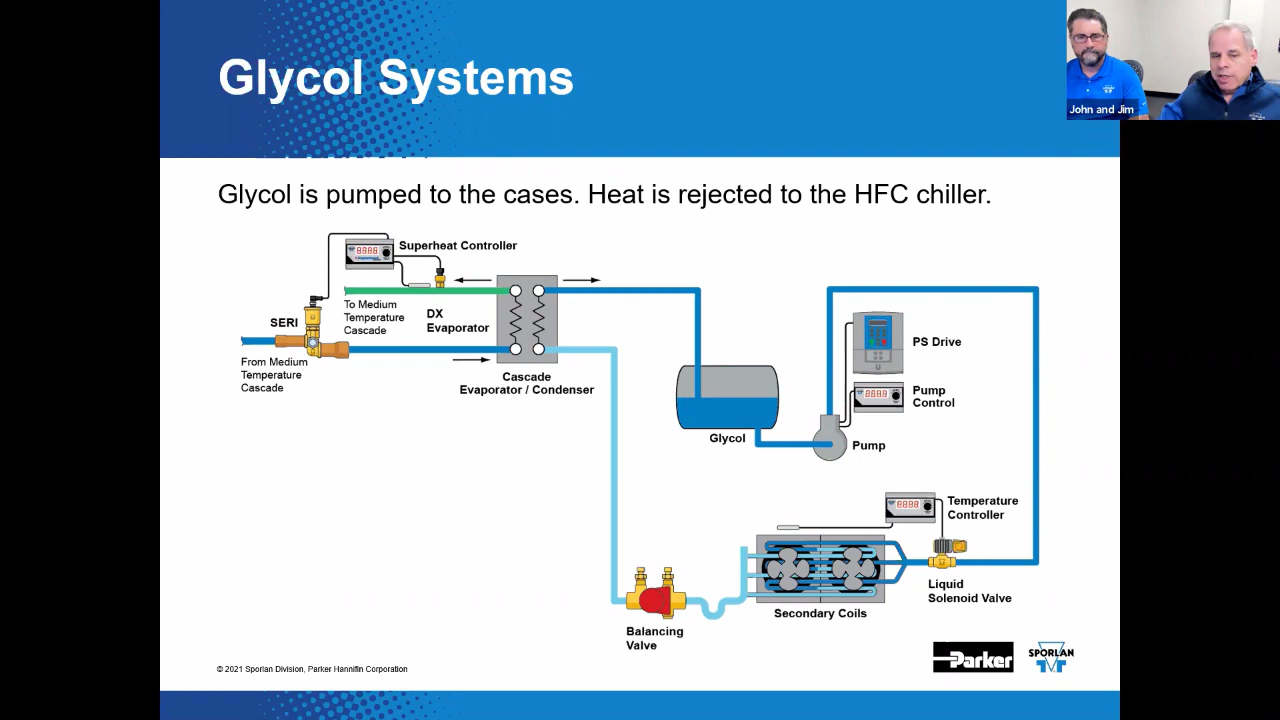 Glycol Systems
John and Jim
Glycol is pumped to the cases. Heat is rejected to the HFC chiller.
Superheat Controller
To Medium
Temperature
Cascade
DX
Evaporator
SERI
From Medium
Temperature
Cascade
Cascade
Evaporator / Condenser
Glycol
PS Drive
Pump
Control
Pump
Temperature
Controller
Liquid
Solenoid Valve
Secondary Coils
Balancing
Valve
© 2021 Sporlan Division, Parker Hannifin Corporation
Parker
SPORLAN